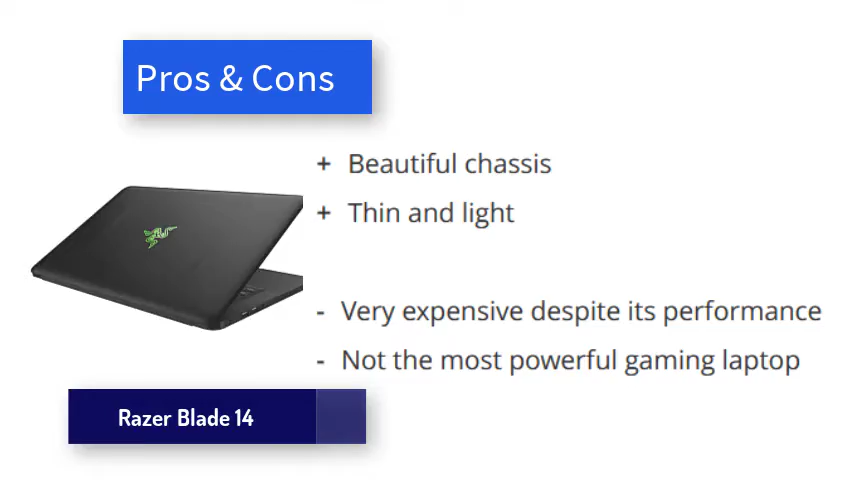 Pros & Cons
+ Beautiful chassis
+ Thin and light
- Very expensive despite its performance
- Not the most powerful gaming laptop
Razer Blade 14